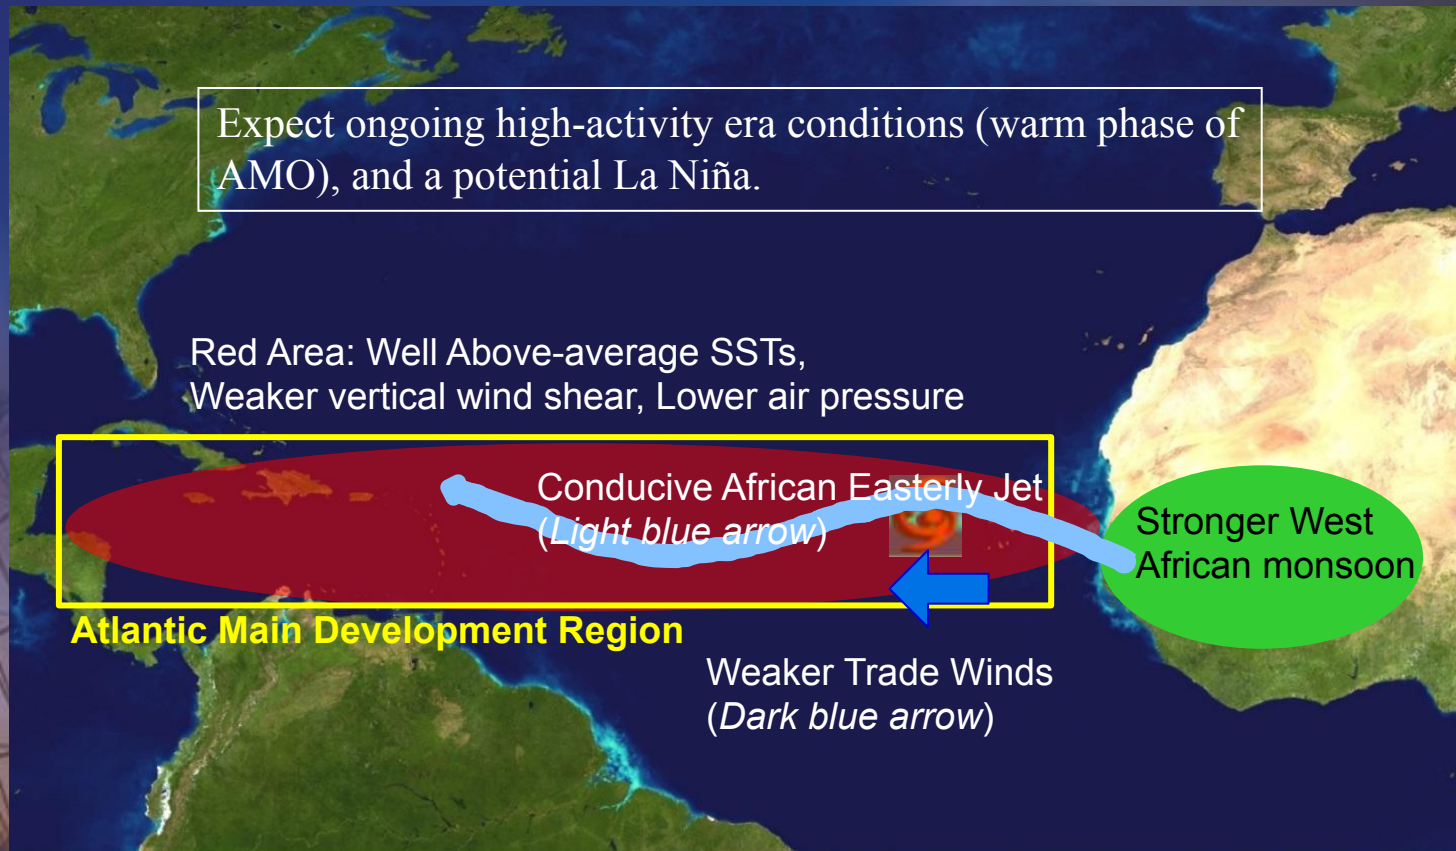 Expect ongoing high-activity era conditions (warm phase of
AMO), and a potential La Niña.
Red Area: Well Above-average SSTs,
Weaker vertical wind shear, Lower air pressure
Conducive African Easterly Jet
(Light blue arrow)
Stronger West
African monsoon
Atlantic Main Development Region
Weaker Trade Winds
(Dark blue arrow)